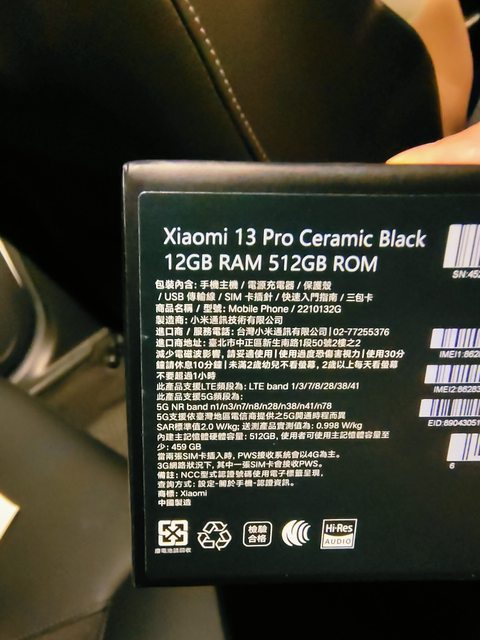 Xiaomi 13 Pro Ceramic Black
12GB RAM 512GB ROM
包裝內含: 手機主機 / 電源充電器 / 保護殼
/ USB 傳輸線 / SIM 卡插針 / 快速入門指南 / 三包卡
商品名稱 / 型號: Mobile Phone / 2210132G
製造商: 小米通訊技術有限公司
進口商 / 服務電話: 台灣小米通訊有限公司 | 02-77255376
進口商地址: 臺北市中正區新生南路1段50號2樓之2
減少電磁波影響, 請妥適使用 | 使用過度恐傷害視力 | 使用30分
鐘請休息10分鐘 | 未滿2歲幼兒不看螢幕, 2歲以上每天看螢幕
不要超過1小時
此產品支援LTE頻段為: LTE band 1/3/7/8/28/38/41
此產品支援5G頻段為:
5G NR band n1/n3/n7/n8/n28/n38/n41/n78
5G支援依臺灣地區電信商提供之5G開通時程而異
SAR標準值2.0 W/kg; 送測產品實測值為: 0.998 W/kg
內建主記憶體硬體容量: 512GB, 使用者可使用主記憶體容量至
少: 459 GB
當兩張SIM卡插入時, PWS接收系統會以4G為主。
3G網路狀況下, 其中一張SIM卡會接收PWS。
備註: NCC型式認證號碼使用電子標籤呈現,
查詢方式: 設定-關於手機-認證資訊。
商標: Xiaomi
中國製造
廢電池請回收
檢驗
合格
Hi-Res
AUDIO
SN:452
IMEI1:8628
IMEI2:86283
EID:89043051
6